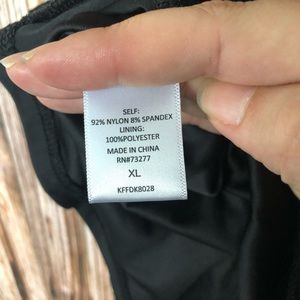 SELF:
92% NYLON 8% SPANDEX
LINING:
100%POLYESTER
MADE IN CHINA
RN#73277
XL
KFFDK8028